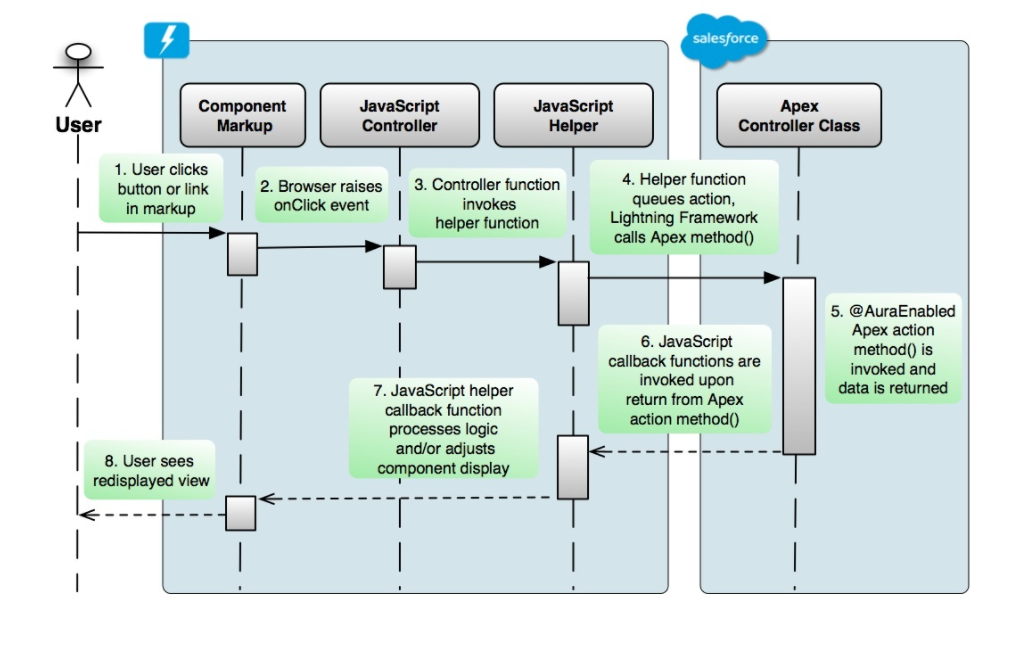 salesforce
User
Component
Markup
JavaScript
Controller
JavaScript
Helper
Apex
Controller Class
1. User clicks
button or link
in markup
2. Browser raises
onClick event
3. Controller function
invokes
helper function
4. Helper function
queues action,
Lightning Framework
calls Apex method()
5. @AuraEnabled
Apex action
method() is
invoked and
data is returned
6. JavaScript
callback functions are
invoked upon
return from Apex
action method()
7. JavaScript helper
callback function
processes logic
and/or adjusts
component display
8. User sees
redisplayed view